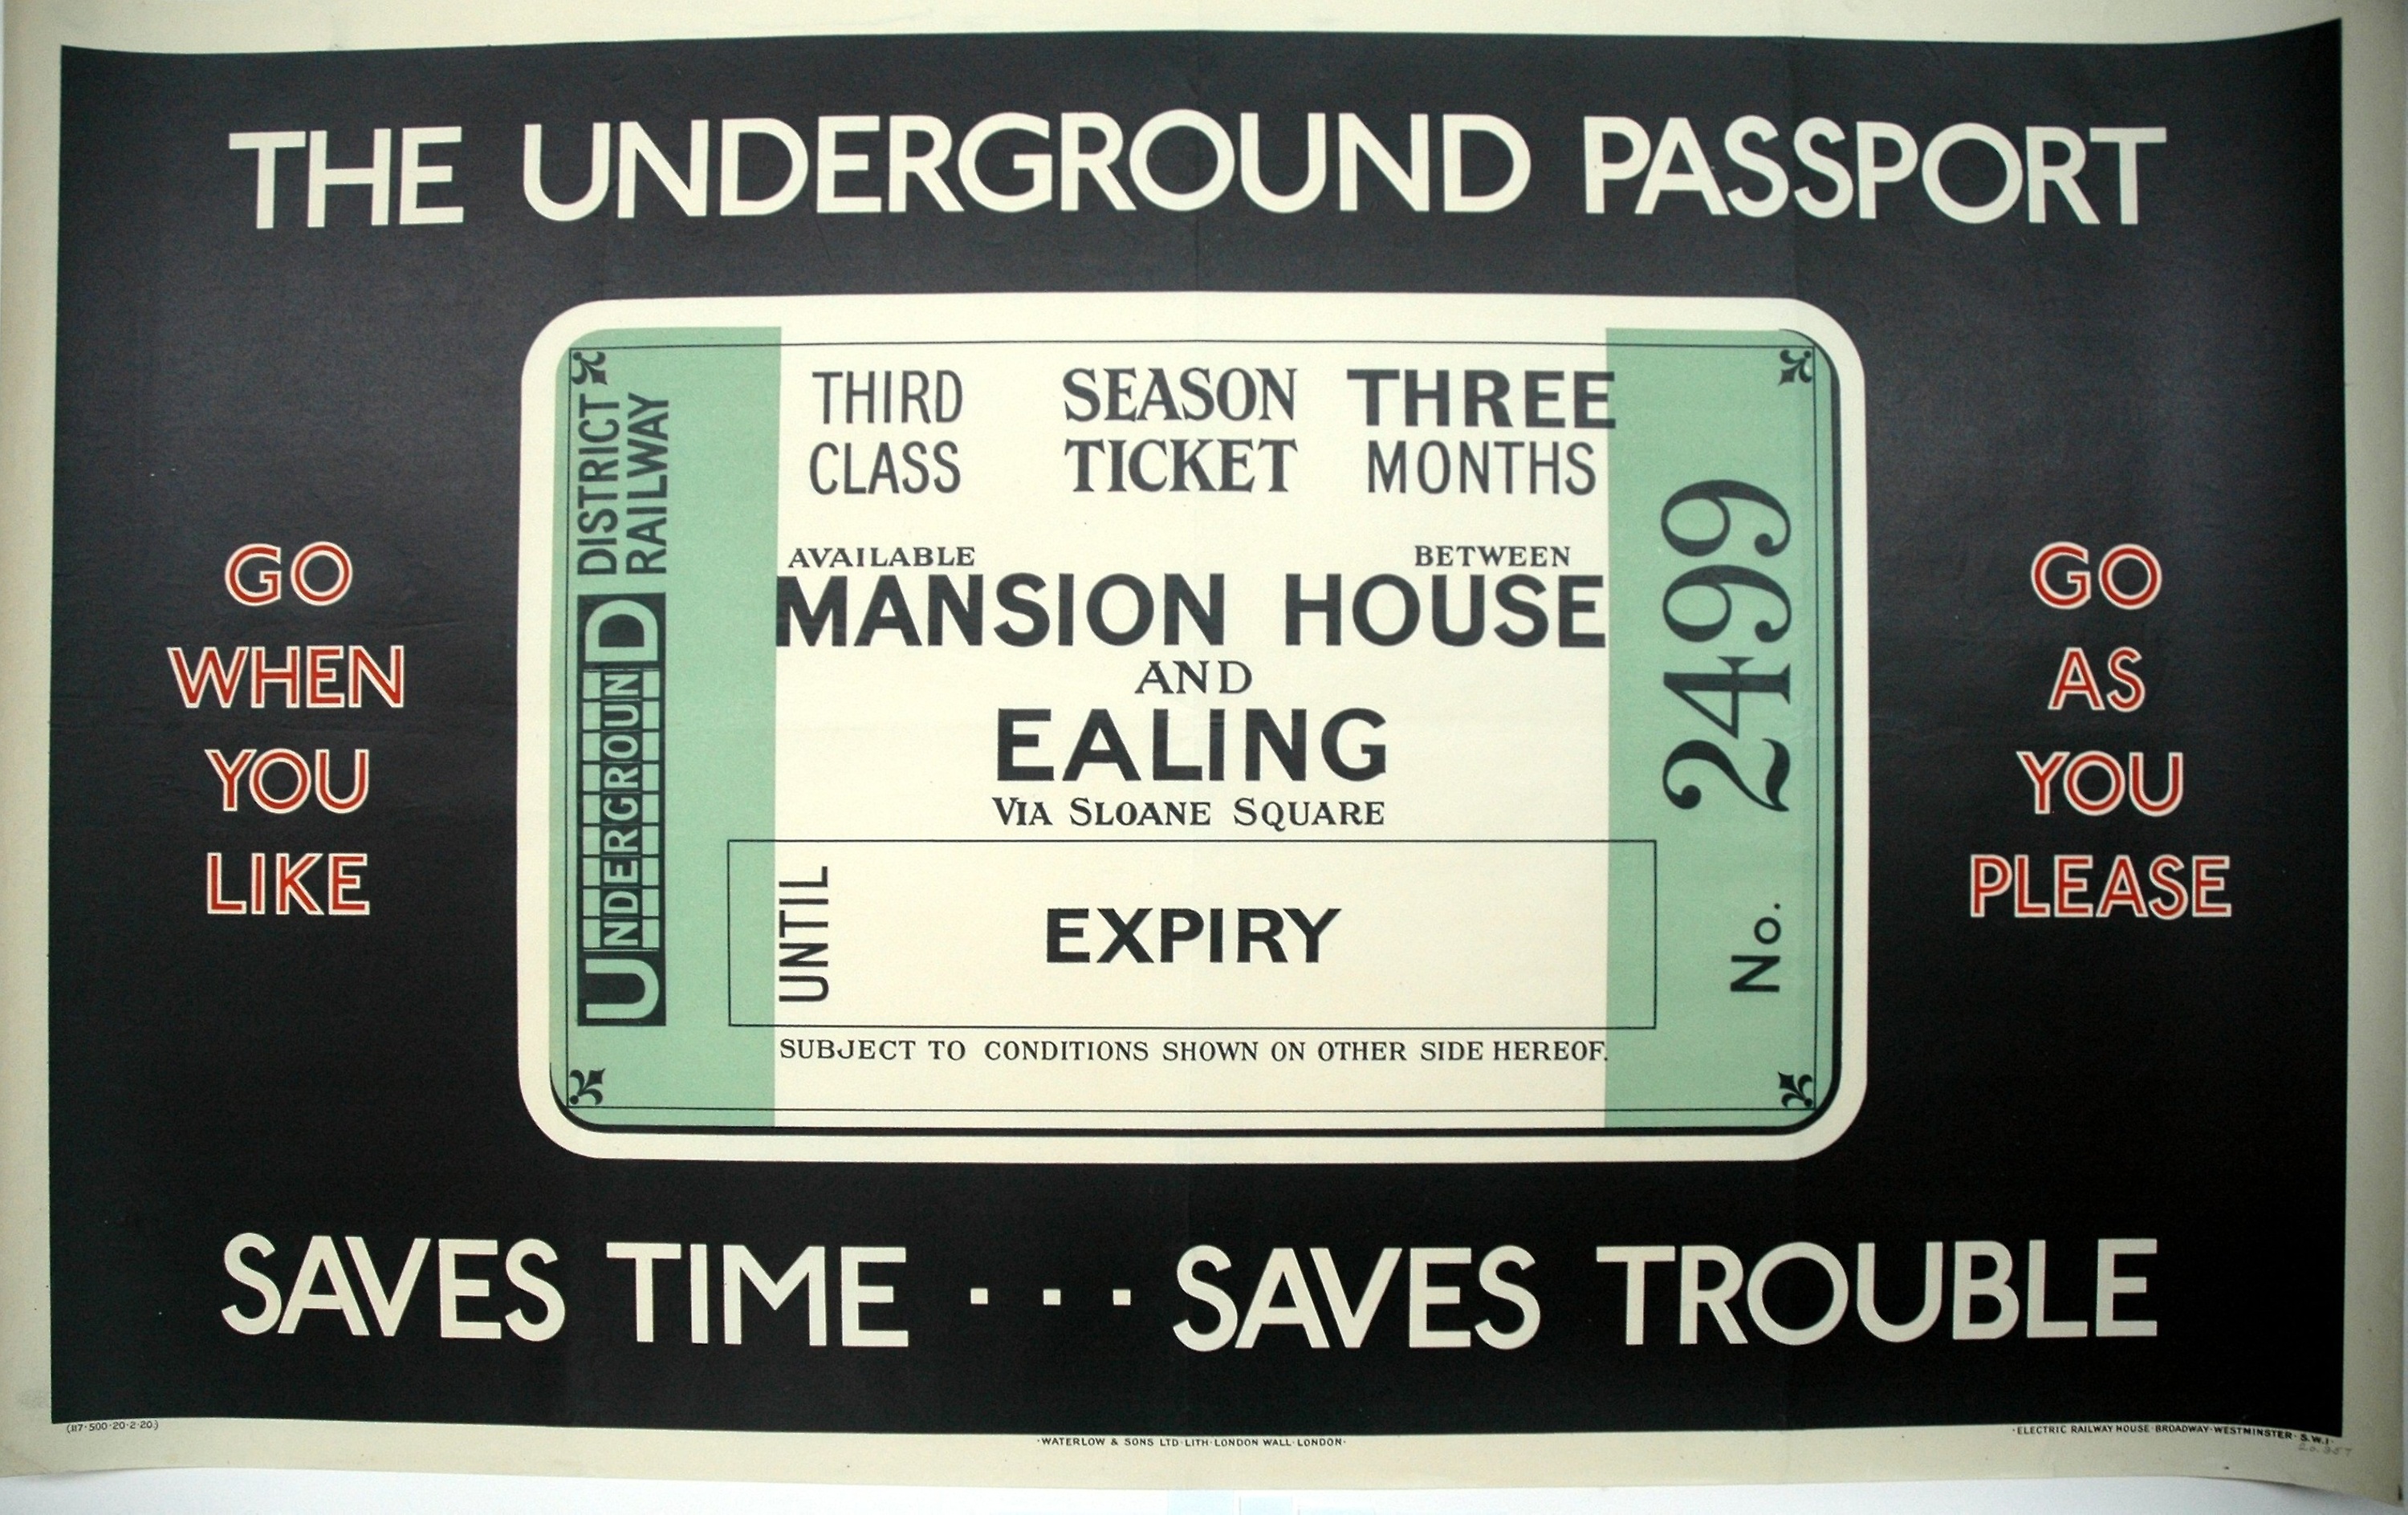 THE UNDERGROUND PASSPORT
GO
WHEN
YOU
LIKE
UNDERGROUND
DISTRICT
RAILWAY
THIRD SEASON THREE
CLASS TICKET MONTHS
AVAILABLE BETWEEN
MANSION HOUSE
AND
EALING
VIA SLOANE SQUARE
UNTIL
EXPIRY
SUBJECT TO CONDITIONS SHOWN ON OTHER SIDE HEREOF.
No. 2499
GO
AS
YOU
PLEASE
SAVES TIME ... SAVES TROUBLE
(117·500·20·2·20.)
·WATERLOW & SONS LTD·LITH·LONDON WALL·LONDON·
·ELECTRIC RAILWAY HOUSE·BROADWAY·WESTMINSTER·S.W.1·